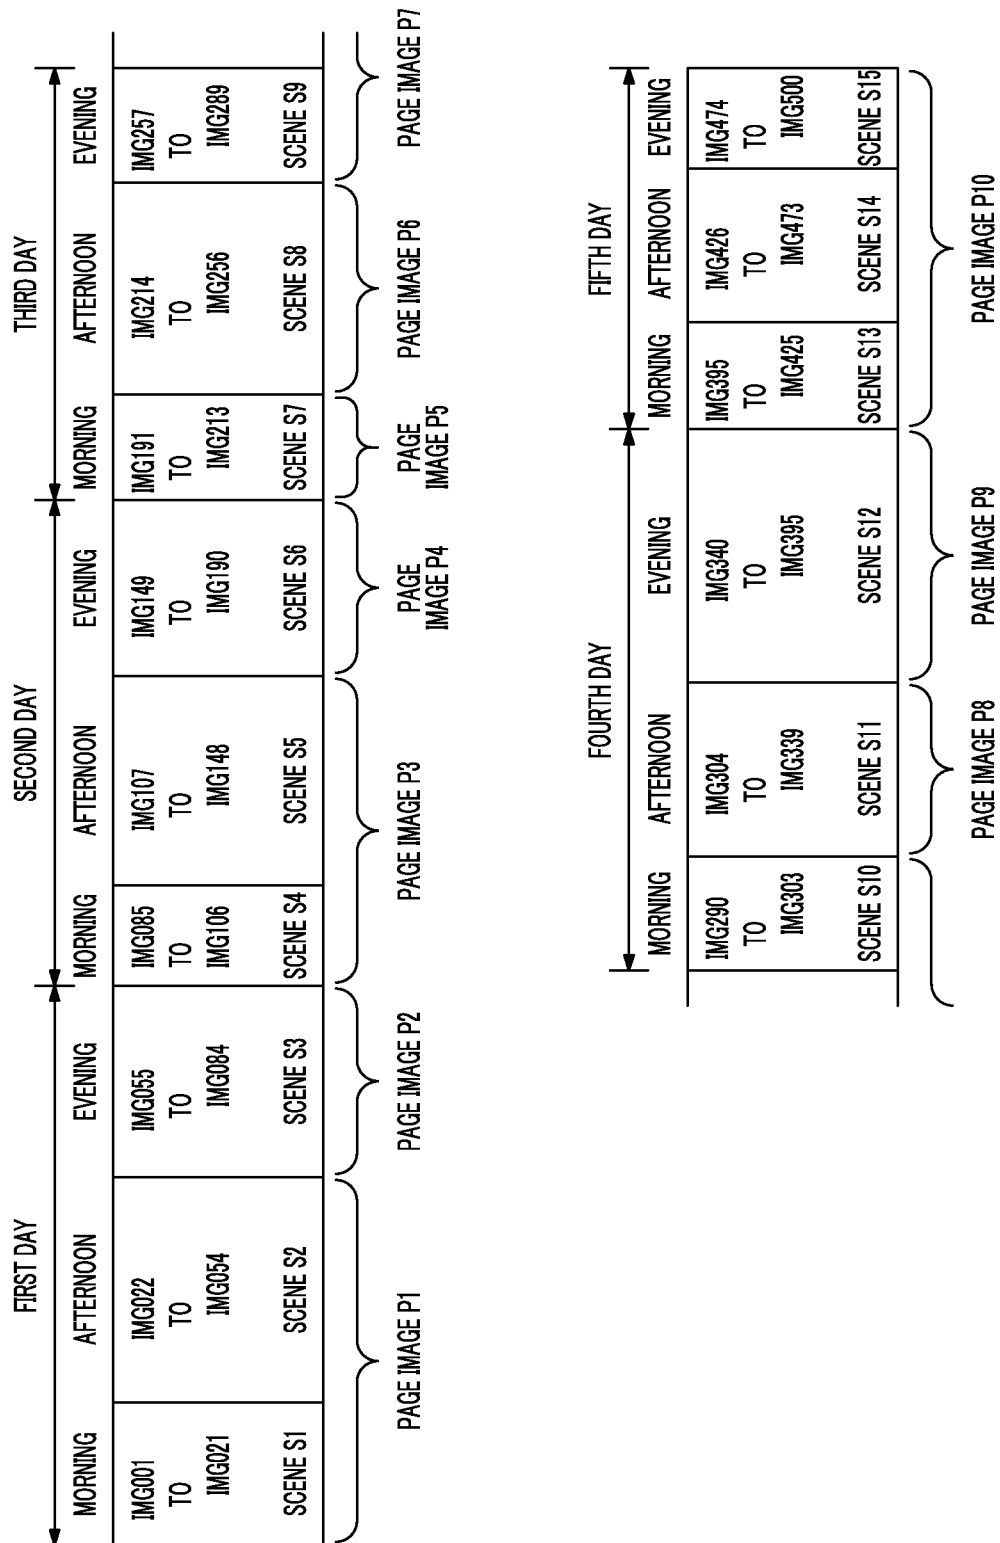 FIRST DAY
SECOND DAY
THIRD DAY
MORNING
AFTERNOON
EVENING
MORNING
AFTERNOON
EVENING
MORNING
AFTERNOON
EVENING
IMG001
TO
IMG021
SCENE S1
IMG022
TO
IMG054
SCENE S2
IMG055
TO
IMG084
SCENE S3
IMG085
TO
IMG106
SCENE S4
IMG107
TO
IMG148
SCENE S5
IMG149
TO
IMG190
SCENE S6
IMG191
TO
IMG213
SCENE S7
IMG214
TO
IMG256
SCENE S8
IMG257
TO
IMG289
SCENE S9
PAGE IMAGE P1
PAGE IMAGE P2
PAGE IMAGE P3
PAGE
IMAGE P4
PAGE
IMAGE P5
PAGE IMAGE P6
PAGE IMAGE P7
FOURTH DAY
FIFTH DAY
MORNING
AFTERNOON
EVENING
MORNING
AFTERNOON
EVENING
IMG290
TO
IMG303
SCENE S10
IMG304
TO
IMG339
SCENE S11
IMG340
TO
IMG395
SCENE S12
IMG395
TO
IMG425
SCENE S13
IMG426
TO
IMG473
SCENE S14
IMG474
TO
IMG500
SCENE S15
PAGE IMAGE P8
PAGE IMAGE P9
PAGE IMAGE P10